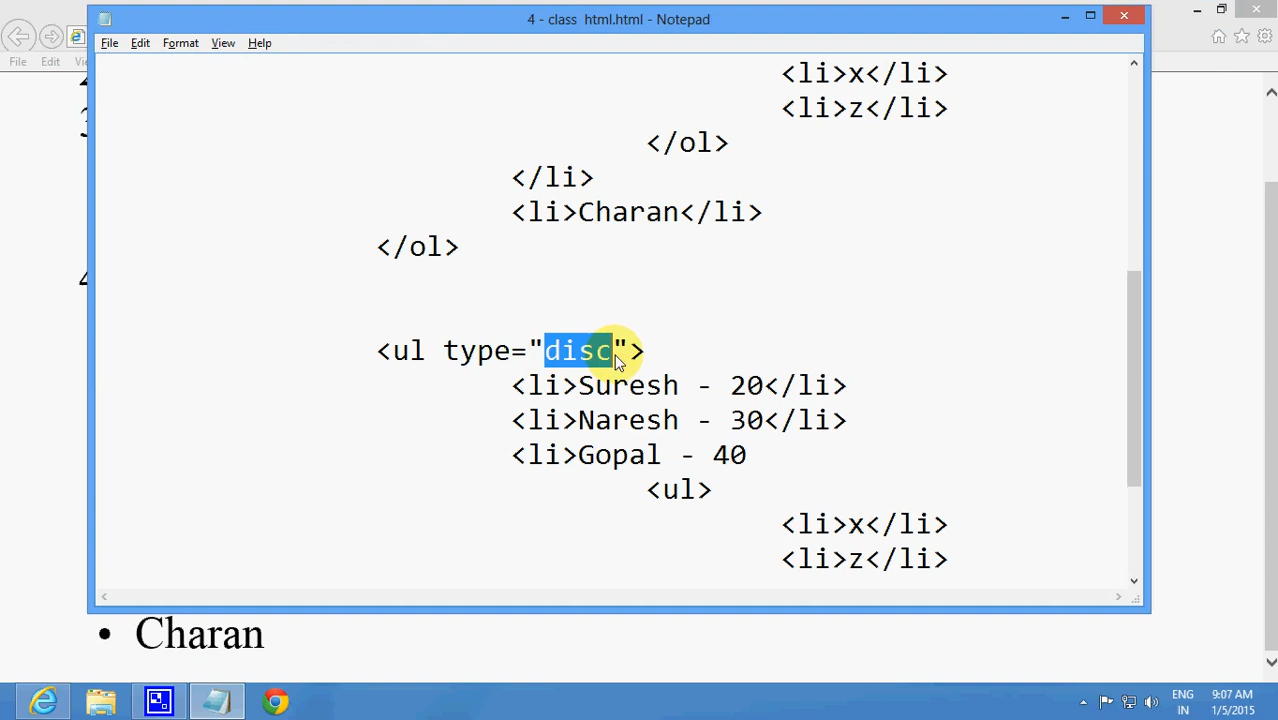 4 - class html.html - Notepad
File Edit Format View Help
File Edit
<li>x</li>
<li>z</li>
</ol>
</li>
<li>Charan</li>
</ol>
<ul type="disc">
<li>Suresh - 20</li>
<li>Naresh - 30</li>
<li>Gopal - 40
<ul>
<li>x</li>
<li>z</li>
• Charan
ENG 9:07 AM
IN 1/5/2015